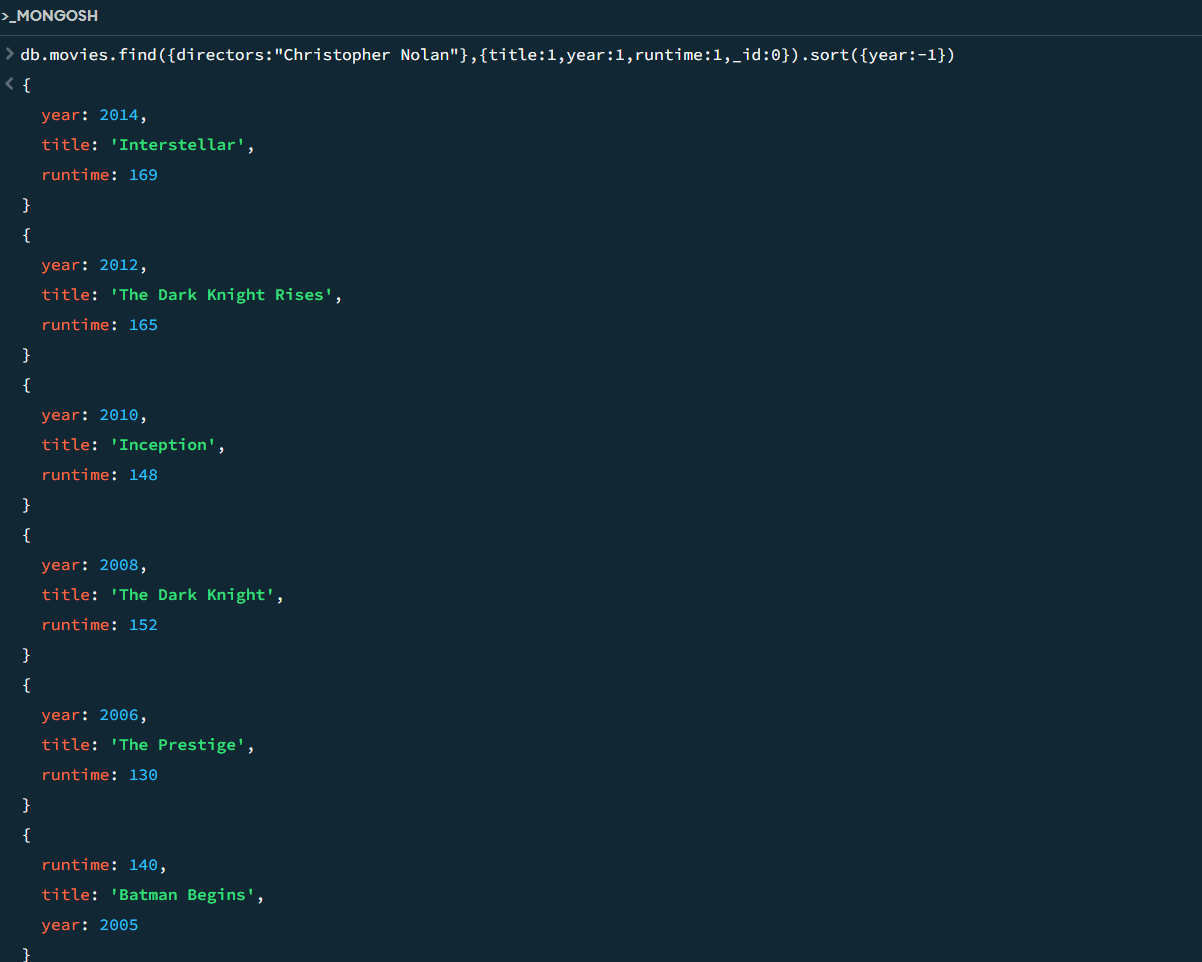 >_MONGOSH
> db.movies.find({directors:"Christopher Nolan"},{title:1,year:1,runtime:1,_id:0}).sort({year:-1})
< {
year: 2014,
title: 'Interstellar',
runtime: 169
}
{
year: 2012,
title: 'The Dark Knight Rises',
runtime: 165
}
{
year: 2010,
title: 'Inception',
runtime: 148
}
{
year: 2008,
title: 'The Dark Knight',
runtime: 152
}
{
year: 2006,
title: 'The Prestige',
runtime: 130
}
{
runtime: 140,
title: 'Batman Begins',
year: 2005
}